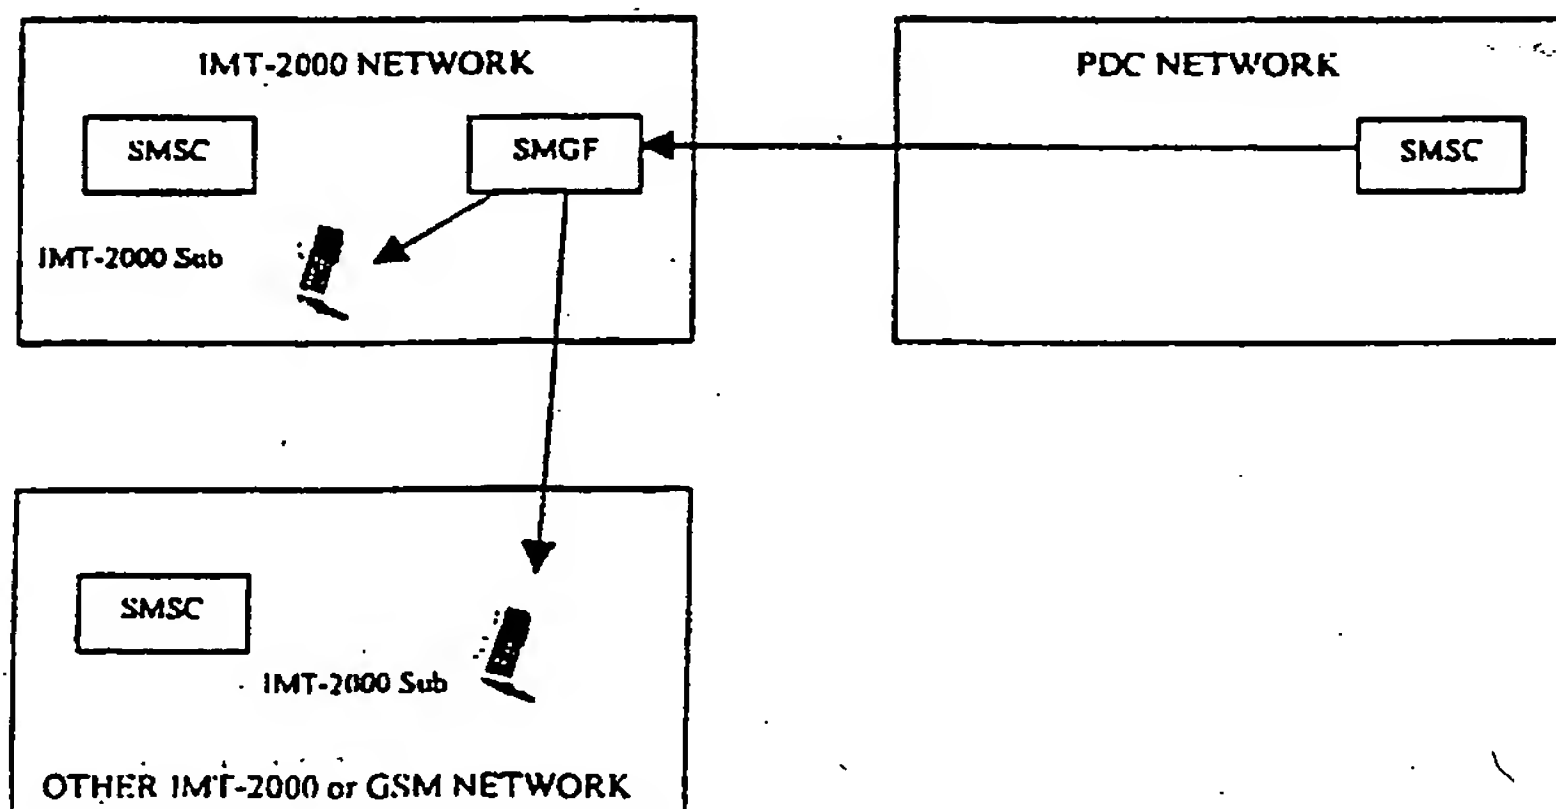 IMT-2000 NETWORK
PDC NETWORK
SMSC
SMGF
SMSC
IMT-2000 Sub
SMSC
IMT-2000 Sub
OTHER IMT-2000 or GSM NETWORK